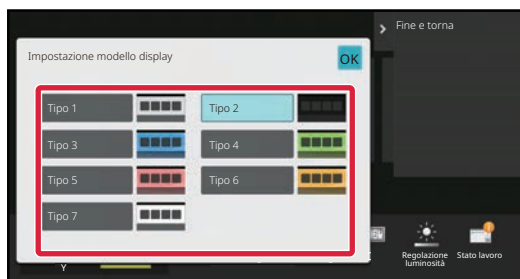 Fine e torna
Impostazione modello display
OK
Tipo 1
Tipo 2
Tipo 3
Tipo 4
Tipo 5
Tipo 6
Tipo 7
Y
Regolazione
luminosità
Stato lavoro